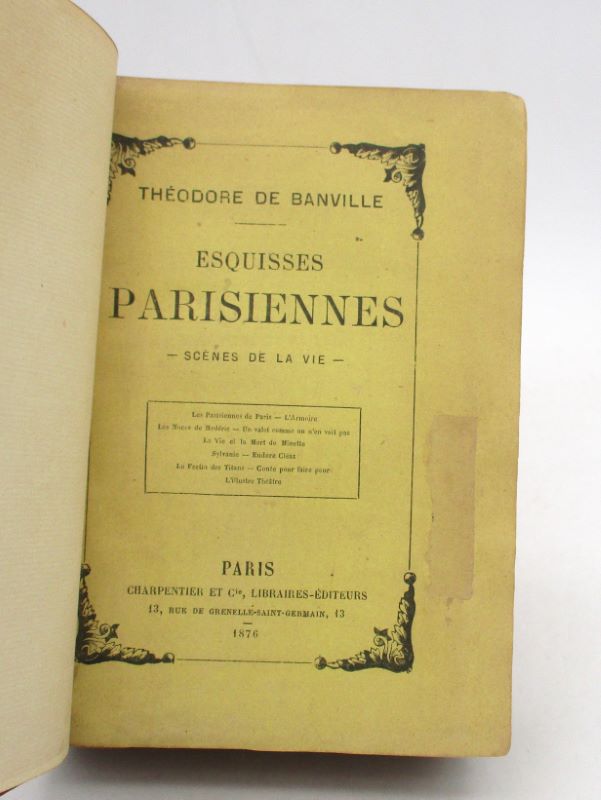 THÉODORE DE BANVILLE
ESQUISSES
PARISIENNES
— SCÈNES DE LA VIE —
Les Parisiennes de Paris — L'Armoire
Les Noces de Médéric — Un valet comme on n'en voit pas
La Vie et la Mort de Minette
Sylvanie — Eudore Cléaz
Le Festin des Titans — Conte pour faire peur
L'Illustre Théâtre
PARIS
CHARPENTIER ET Cie, LIBRAIRES-ÉDITEURS
13, RUE DE GRENELLE-SAINT-GERMAIN, 13
1876